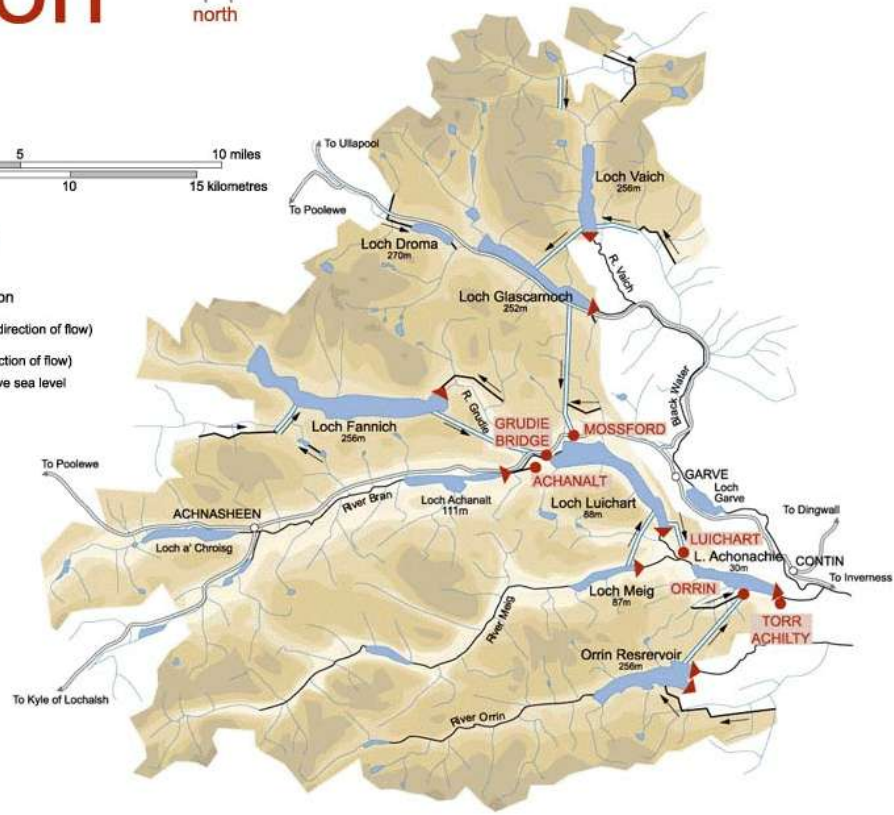 on
north
5
10 miles
10
15 kilometres
on
direction of flow)
ction of flow)
ve sea level
To Ullapool
To Poolewe
Loch Vaich
256m
Loch Droma
270m
R. Vaich
Loch Glascarnoch
252m
Black Water
R. Grudie
Loch Fannich
256m
GRUDIE
BRIDGE
MOSSFORD
ACHANALT
To Poolewe
GARVE
Loch
Garve
River Bran
Loch Achanalt
111m
Loch Luichart
88m
ACHNASHEEN
Loch a' Chroisg
To Dingwall
LUICHART
L. Achonachie
30m
CONTIN
To Inverness
ORRIN
Loch Meig
87m
TORR
ACHILTY
River Meig
Orrin Resrervoir
256m
To Kyle of Lochalsh
River Orrin